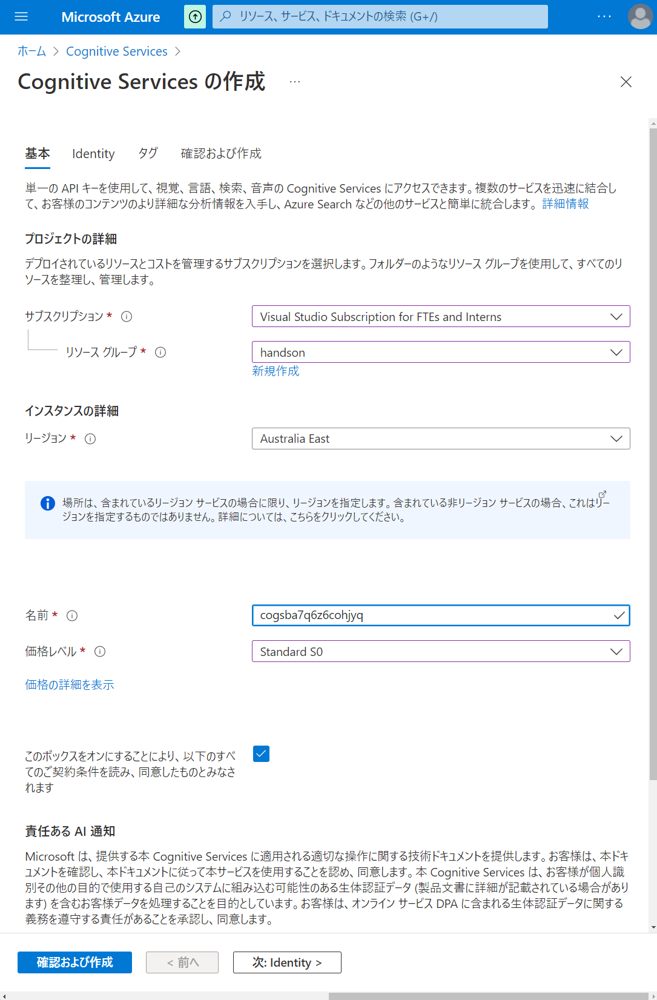 Microsoft Azure
リソース、サービス、ドキュメントの検索 (G+/)
ホーム > Cognitive Services >
Cognitive Services の作成 ...
基本 Identity タグ 確認および作成
単一の API キーを使用して、視覚、言語、検索、音声の Cognitive Services にアクセスできます。複数のサービスを迅速に結合し
て、お客様のコンテンツのより詳細な分析情報を入手し、Azure Search などの他のサービスと簡単に統合します。 詳細情報
プロジェクトの詳細
デプロイされているリソースとコストを管理するサブスクリプションを選択します。フォルダーのようなリソース グループを使用して、すべてのリ
ソースを整理し、管理します。
サブスクリプション * Visual Studio Subscription for FTEs and Interns
リソース グループ * handson
新規作成
インスタンスの詳細
リージョン * Australia East
場所は、含まれているリージョン サービスの場合に限り、リージョンを指定します。含まれている非リージョン サービスの場合、これはリー
ジョンを指定するものではありません。詳細については、こちらをクリックしてください。
名前 * cogsba7q6z6cohjyq
価格レベル * Standard S0
価格の詳細を表示
このボックスをオンにすることにより、以下のすべ
てのご契約条件を読み、同意したものとみなさ
れます
責任ある AI 通知
Microsoft は、提供する本 Cognitive Services に適用される適切な操作に関する技術ドキュメントを提供します。お客様は、本ドキ
ュメントを確認し、本ドキュメントに従って本サービスを使用することを認め、同意します。本 Cognitive Services は、お客様が個人識
別その他の目的で使用する自己のシステムに組み込む可能性のある生体認証データ (製品文書に詳細が記載されている場合があり
ます) を含むお客様データを処理することを目的としています。お客様は、オンライン サービス DPA に含まれる生体認証データに関する
義務を遵守する責任があることを承認し、同意します。
確認および作成 < 前へ 次: Identity >